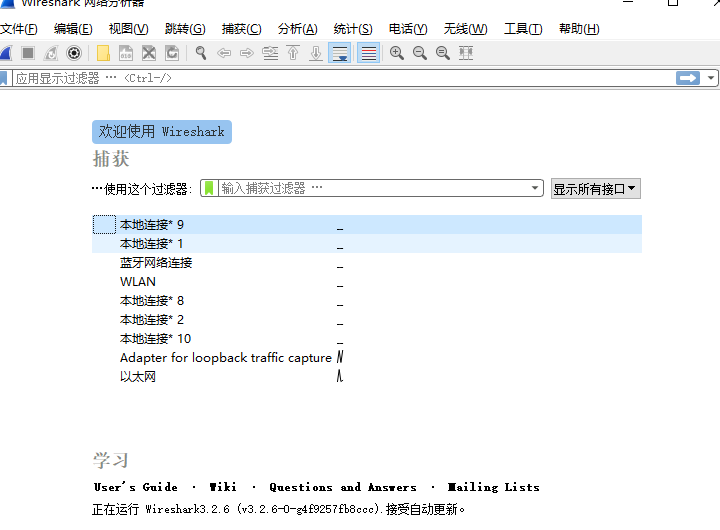 Wireshark 网络分析器
文件(F) 编辑(E) 视图(V) 跳转(G) 捕获(C) 分析(A) 统计(S) 电话(Y) 无线(W) 工具(T) 帮助(H)
应用显示过滤器 … <Ctrl-/>
欢迎使用 Wireshark
捕获
…使用这个过滤器: 输入捕获过滤器 … 显示所有接口
本地连接* 9
本地连接* 1
蓝牙网络连接
WLAN
本地连接* 8
本地连接* 2
本地连接* 10
Adapter for loopback traffic capture
以太网
学习
User's Guide · Wiki · Questions and Answers · Mailing Lists
正在运行 Wireshark3.2.6 (v3.2.6-0-g4f9257fb8ccc).接受自动更新。